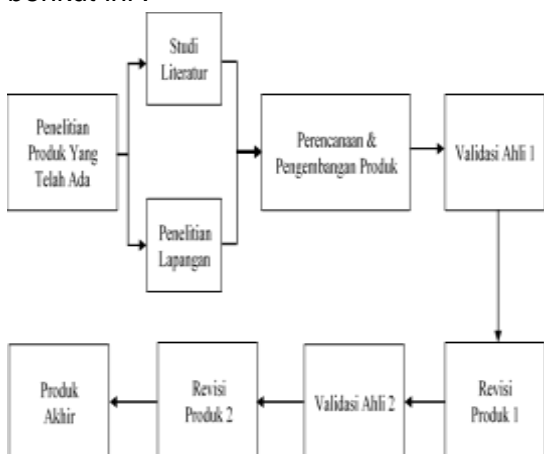 berikut ini :
Studi
Literatur
Penelitian
Produk Yang
Telah Ada
Perencanaan &
Pengembangan Produk
Validasi Ahli 1
Penelitian
Lapangan
Produk
Akhir
Revisi
Produk 2
Validasi Ahli 2
Revisi
Produk 1